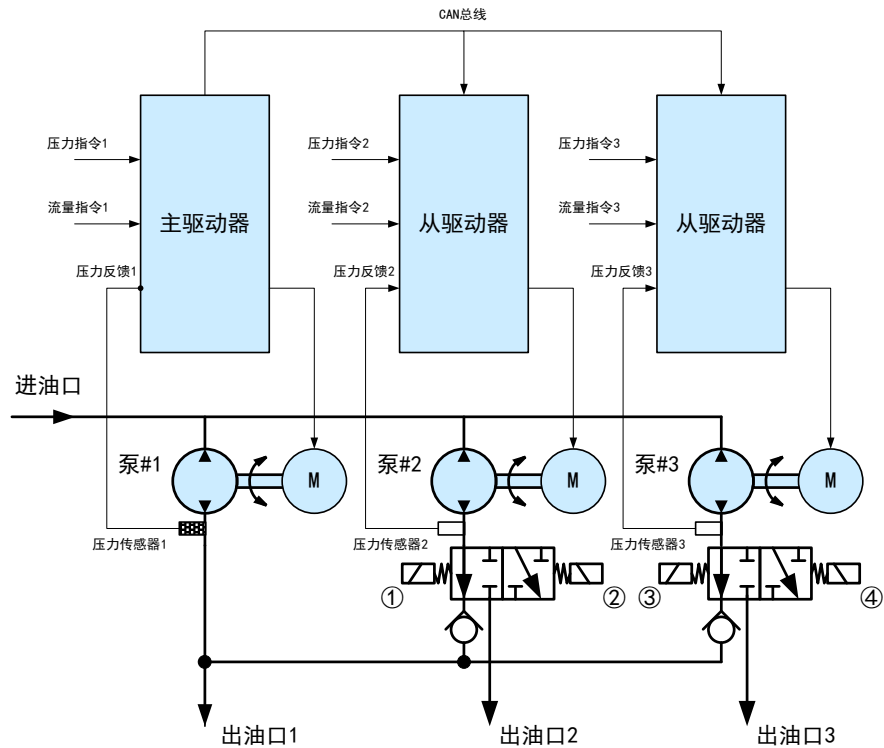 CAN总线
压力指令1
压力指令2
压力指令3
流量指令1
流量指令2
流量指令3
主驱动器
从驱动器
从驱动器
压力反馈1
压力反馈2
压力反馈3
进油口
泵#1
M
泵#2
M
泵#3
M
压力传感器1
压力传感器2
压力传感器3
①
②
③
④
出油口1
出油口2
出油口3